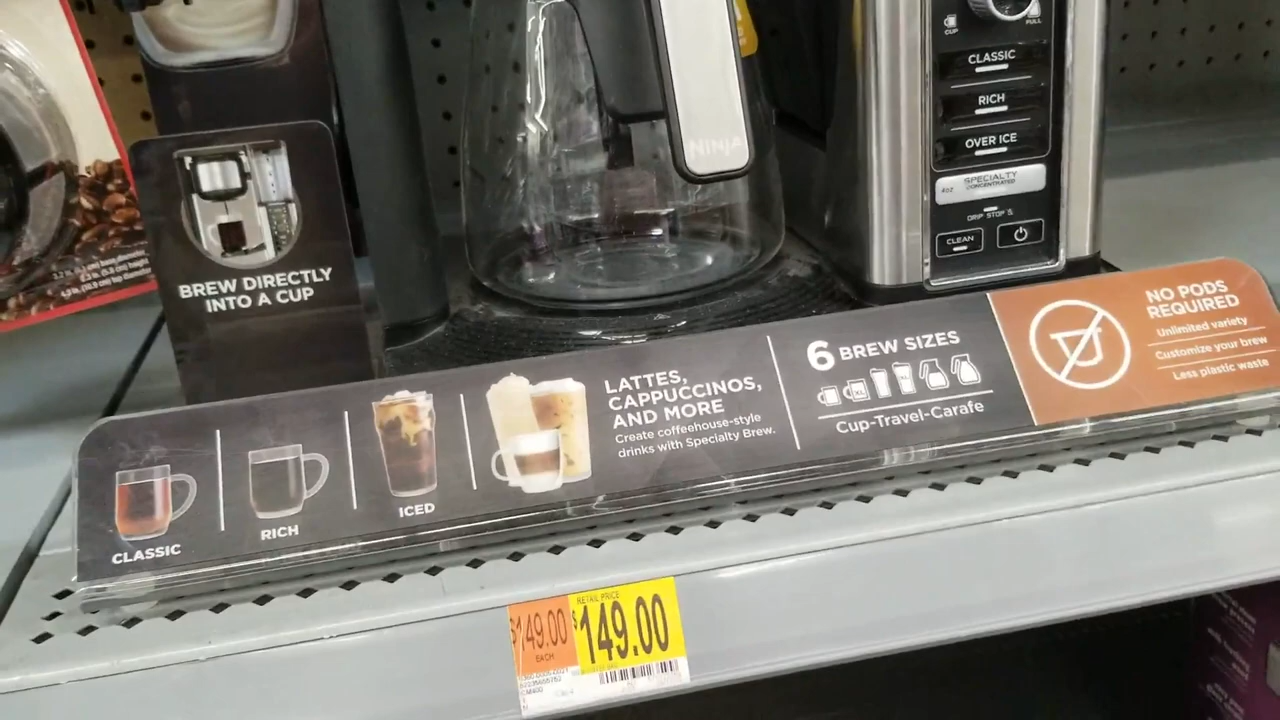 CUP
FULL
CLASSIC
RICH
OVER ICE
4oz SPECIALTY
CONCENTRATED
DRIP STOP
CLEAN
NINJA
BREW DIRECTLY
INTO A CUP
CLASSIC
RICH
ICED
LATTES,
CAPPUCCINOS,
AND MORE
Create coffeehouse-style
drinks with Specialty Brew.
6 BREW SIZES
XL
Cup-Travel-Carafe
NO PODS
REQUIRED
Unlimited variety
Customize your brew
Less plastic waste
$149.00
EACH
RETAIL PRICE
$149.00